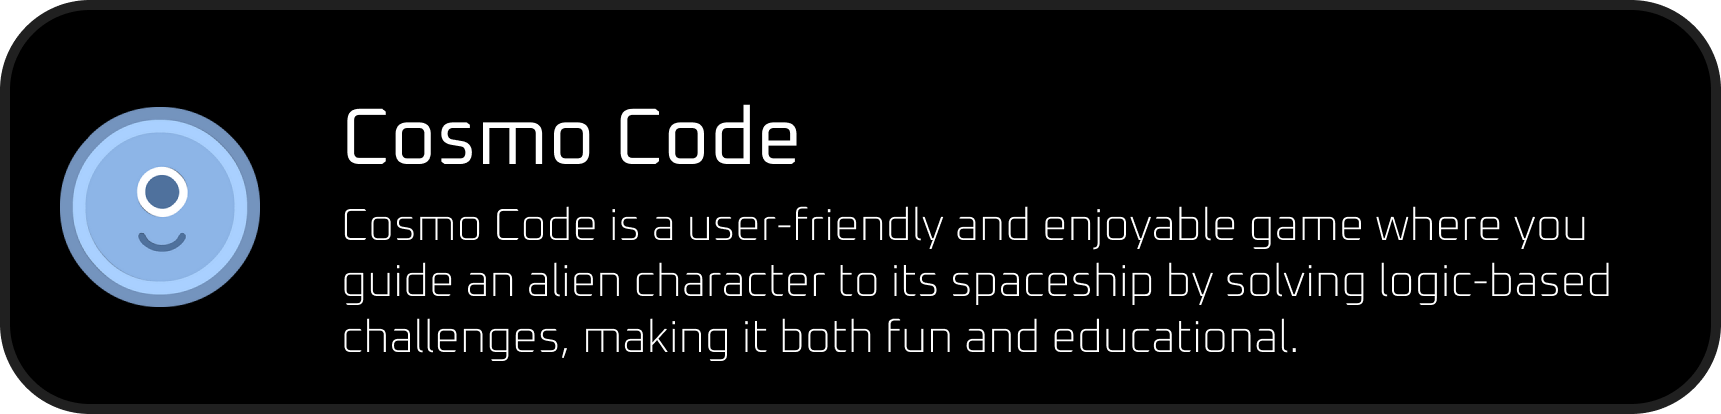 Cosmo Code
Cosmo Code is a user-friendly and enjoyable game where you
guide an alien character to its spaceship by solving logic-based
challenges, making it both fun and educational.